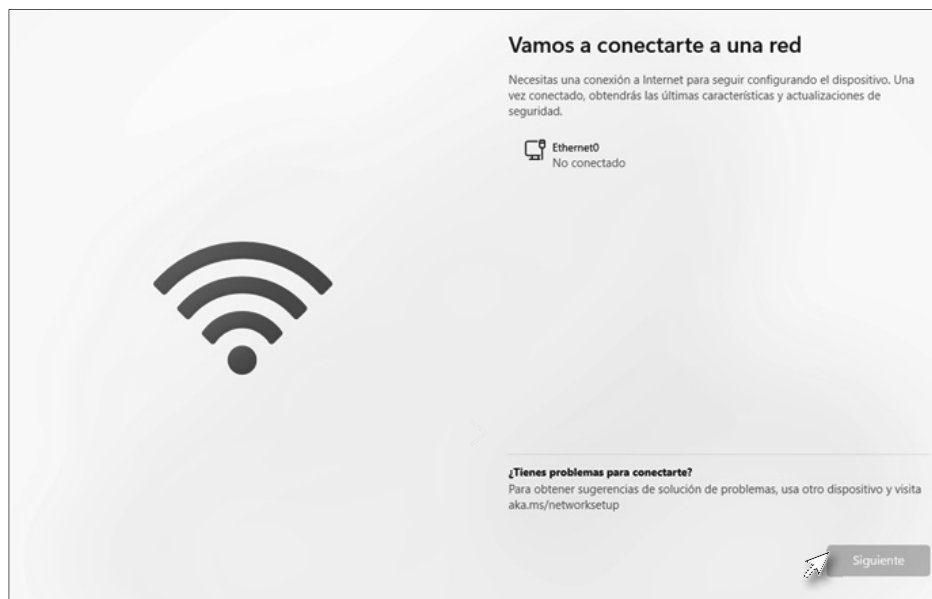 Vamos a conectarte a una red
Necesitas una conexión a Internet para seguir configurando el dispositivo. Una
vez conectado, obtendrás las últimas características y actualizaciones de
seguridad.
Ethernet0
No conectado
¿Tienes problemas para conectarte?
Para obtener sugerencias de solución de problemas, usa otro dispositivo y visita
aka.ms/networksetup
Siguiente